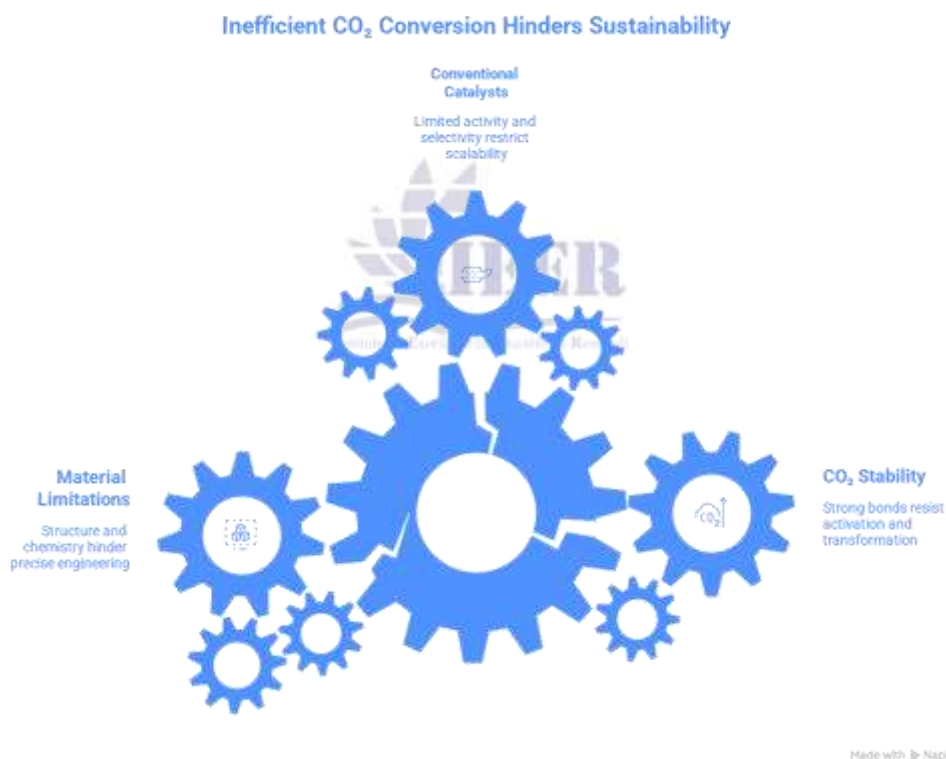 Inefficient CO₂ Conversion Hinders Sustainability
Conventional
Catalysts
Limited activity and
selectivity restrict
scalability
Material
Limitations
Structure and
chemistry hinder
precise engineering
CO₂ Stability
Strong bonds resist
activation and
transformation
CO₂
Made with